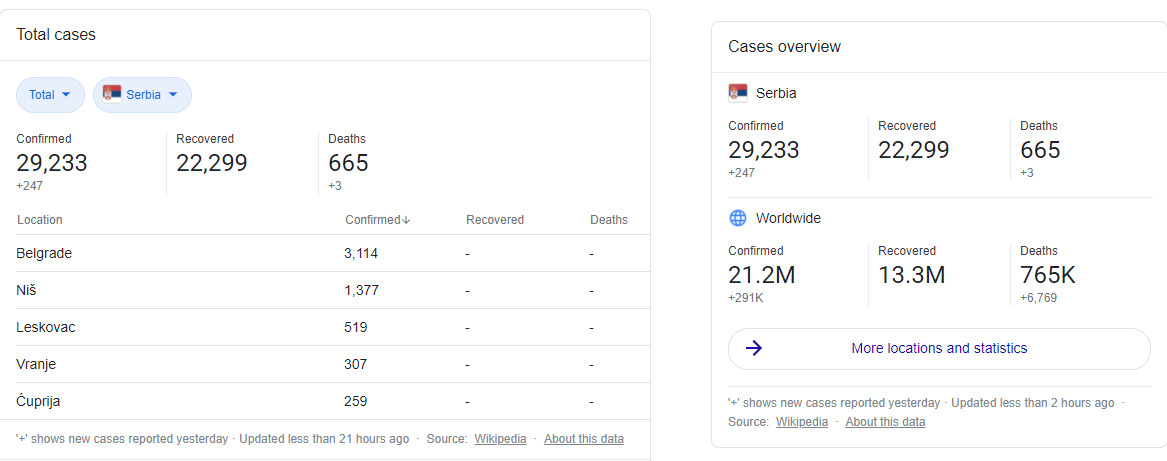 Total cases
Total Serbia
Confirmed Recovered Deaths
29,233 22,299 665
+247 +3
Location Confirmed↓ Recovered Deaths
Belgrade 3,114 - -
Niš 1,377 - -
Leskovac 519 - -
Vranje 307 - -
Ćuprija 259 - -
'+' shows new cases reported yesterday · Updated less than 21 hours ago · Source: Wikipedia · About this data
Cases overview
Serbia
Confirmed Recovered Deaths
29,233 22,299 665
+247 +3
Worldwide
Confirmed Recovered Deaths
21.2M 13.3M 765K
+291K +6,769
More locations and statistics
'+' shows new cases reported yesterday · Updated less than 2 hours ago ·
Source: Wikipedia · About this data